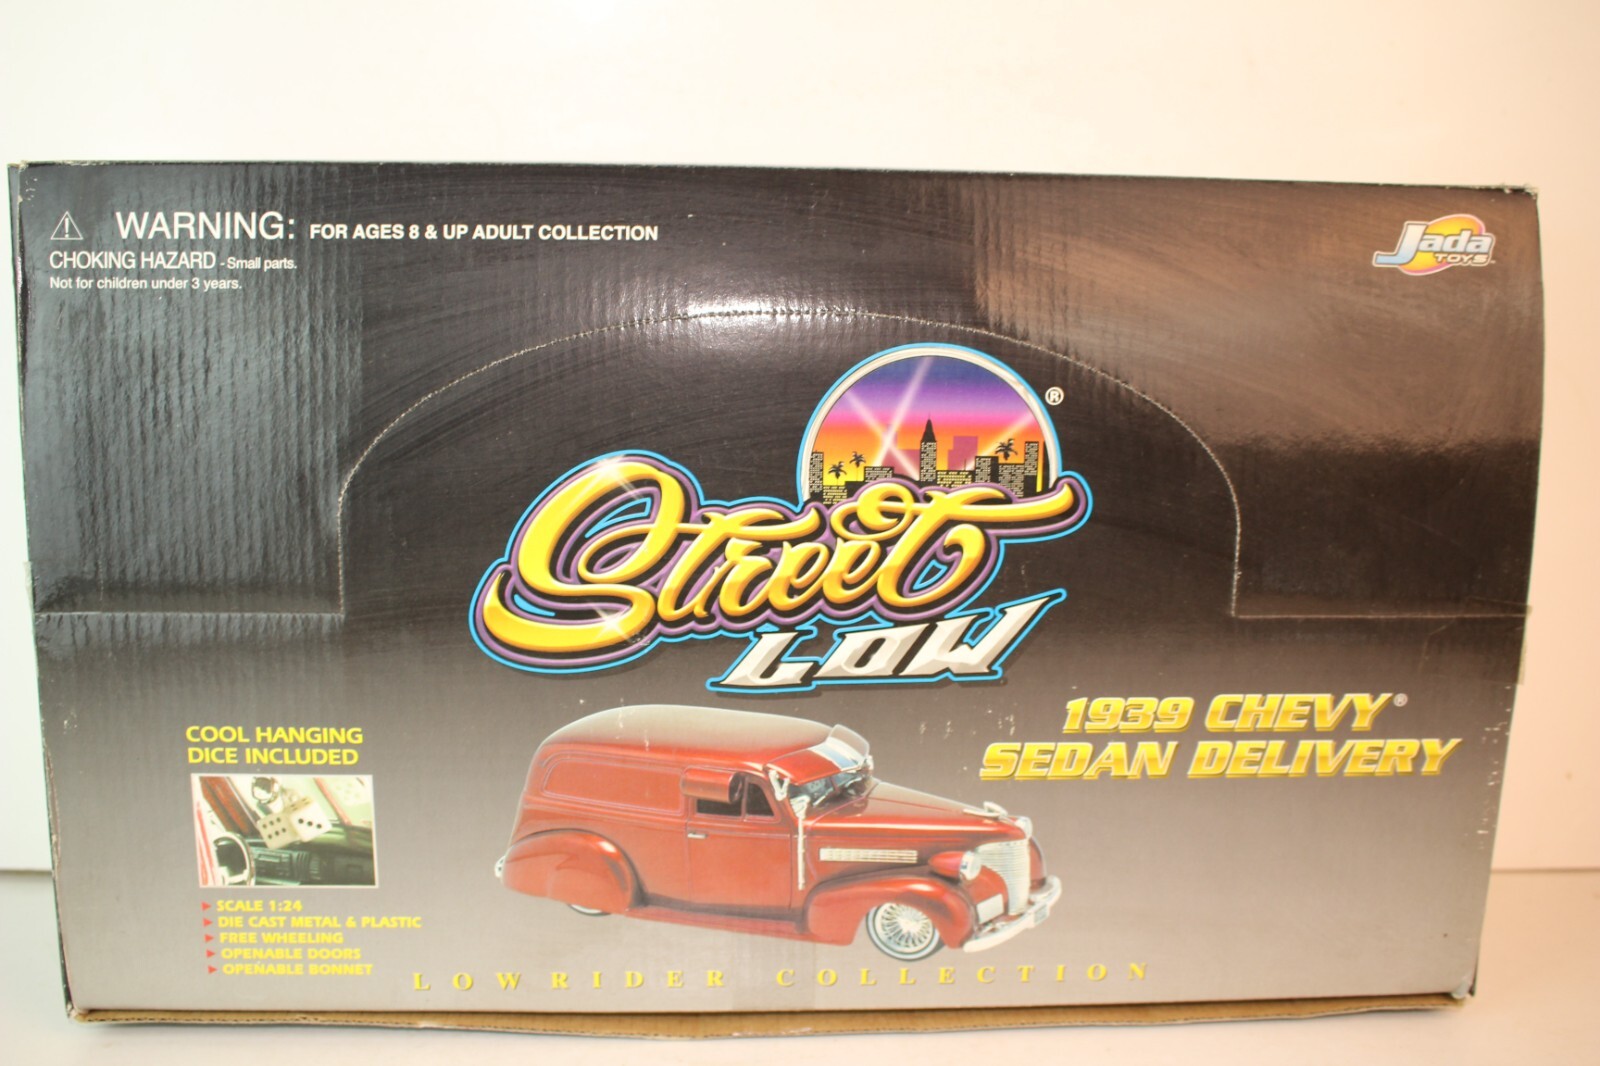 WARNING: FOR AGES 8 & UP ADULT COLLECTION
CHOKING HAZARD - Small parts.
Not for children under 3 years.
Jada
TOYS
®
Street
LOW
1939 CHEVY®
SEDAN DELIVERY
COOL HANGING
DICE INCLUDED
SCALE 1:24
DIE CAST METAL & PLASTIC
FREE WHEELING
OPENABLE DOORS
OPENABLE BONNET
LOWRIDER COLLECTION